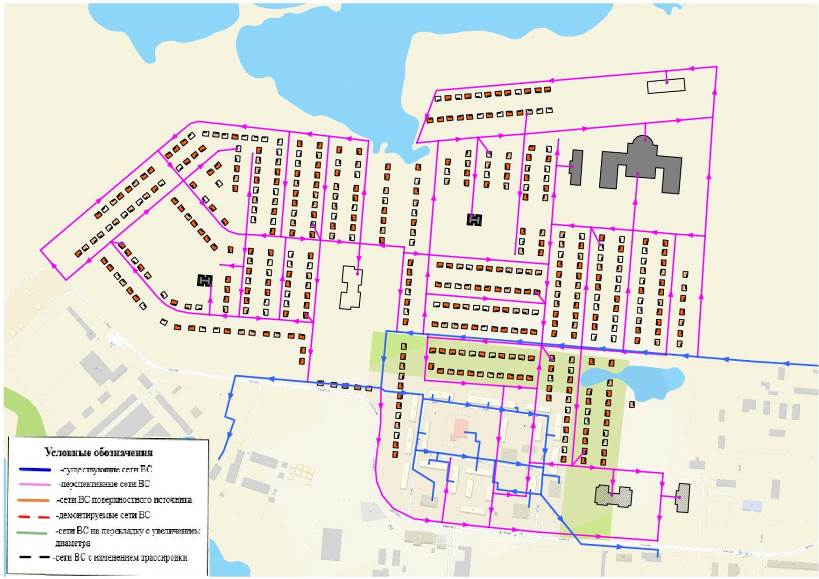 Условные обозначения
-существующие сети ВС
-перспективные сети ВС
-сети ВС поверхностного источника
-демонтируемые сети ВС
-сети ВС на перекладку с увеличением
диаметра
-сети ВС с изменением трассировки